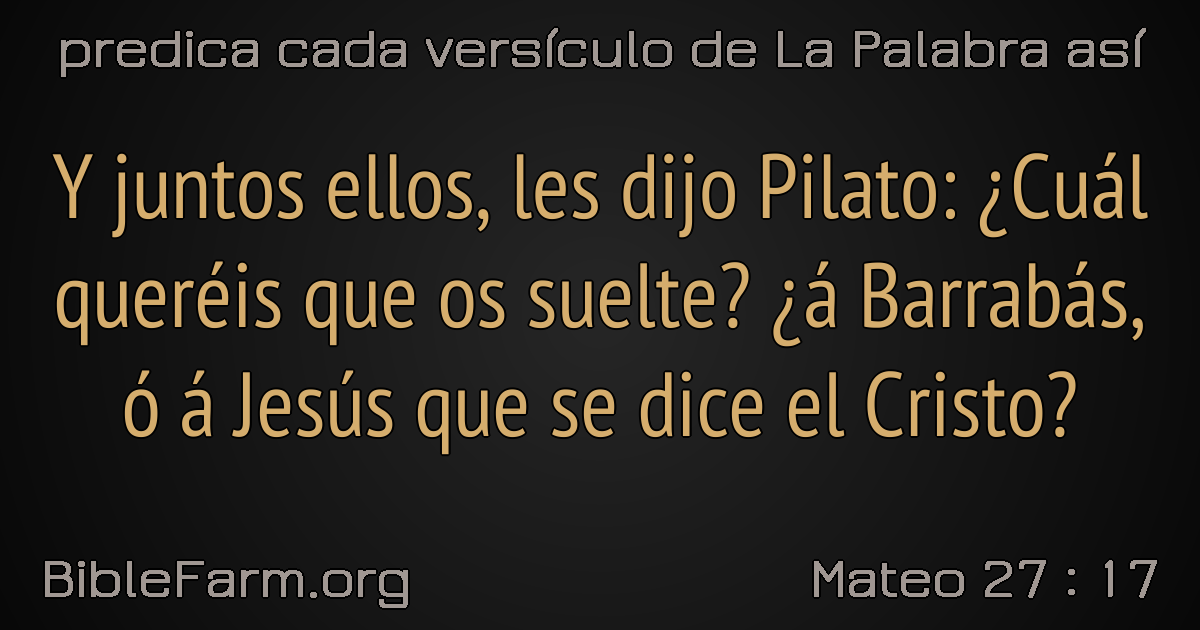 predica cada versículo de La Palabra así
Y juntos ellos, les dijo Pilato: ¿Cuál
queréis que os suelte? ¿á Barrabás,
ó á Jesús que se dice el Cristo?
BibleFarm.org
Mateo 27 : 17